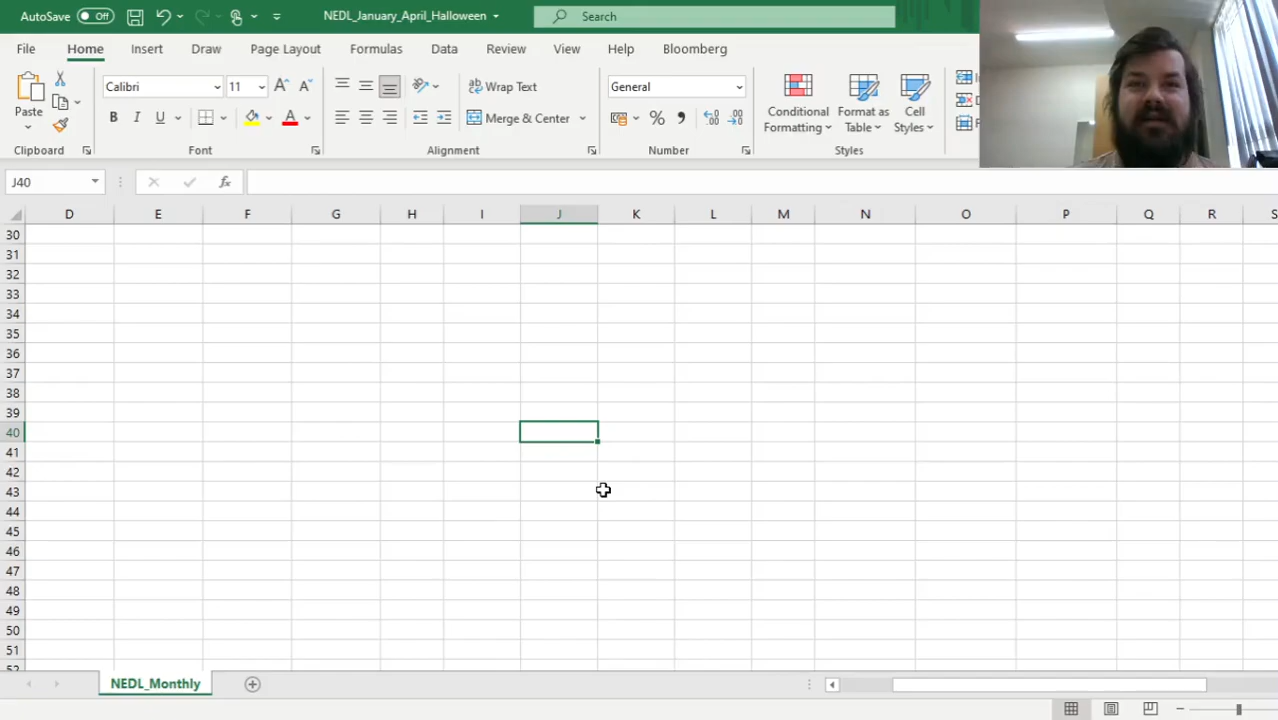 AutoSave Off NEDL_January_April_Halloween Search
File Home Insert Draw Page Layout Formulas Data Review View Help Bloomberg
Calibri 11 Wrap Text General
Paste B I U A Merge & Center % Conditional Formatting Format as Table Cell Styles
Clipboard Font Alignment Number Styles
J40 fx
D E F G H I J K L M N O P Q R S
30
31
32
33
34
35
36
37
38
39
40
41
42
43
44
45
46
47
48
49
50
51
52
NEDL_Monthly